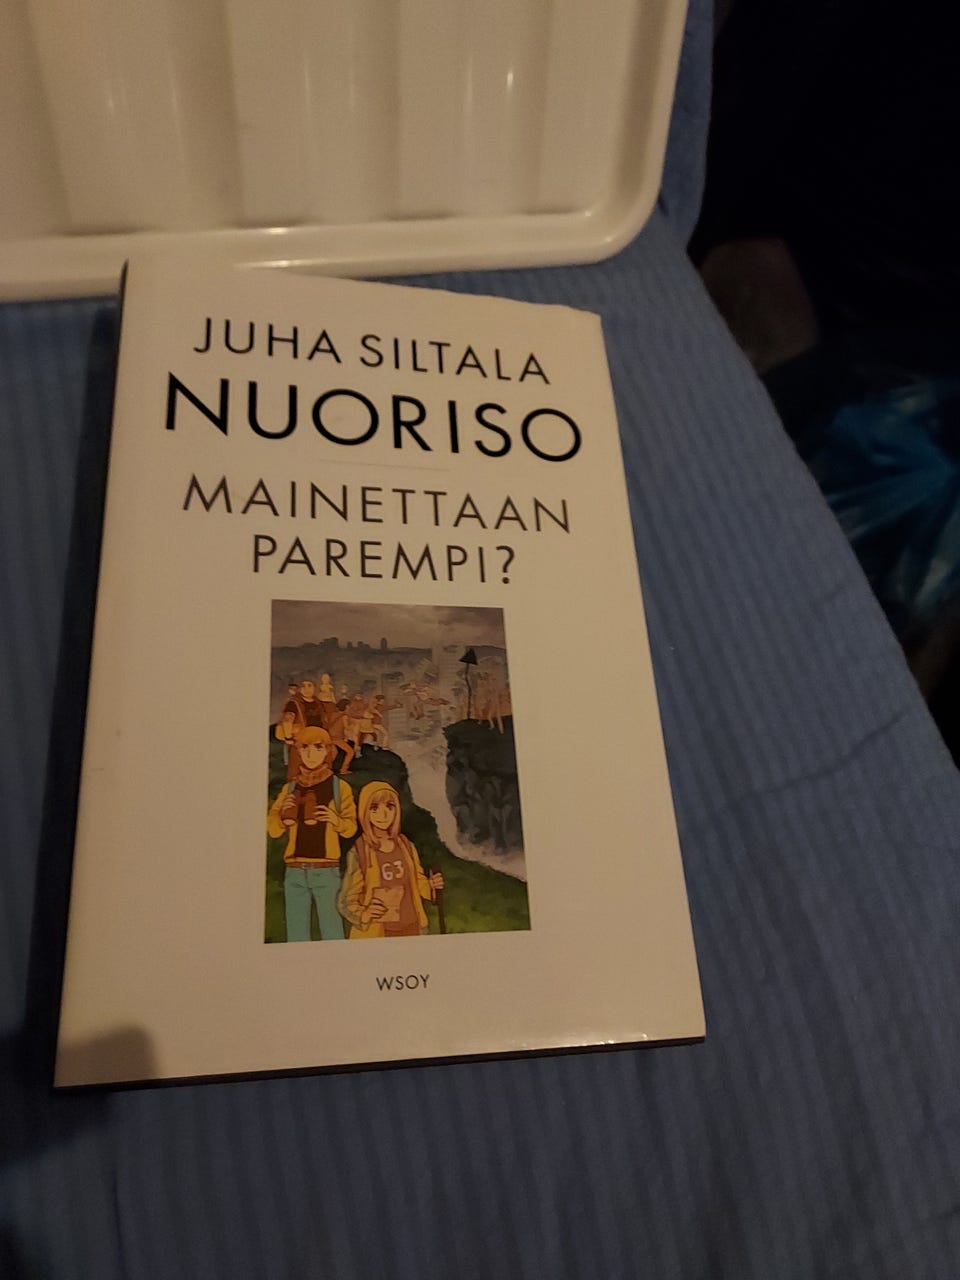 JUHA SILTALA
NUORISO
MAINETTAAN
PAREMPI?
63
WSOY